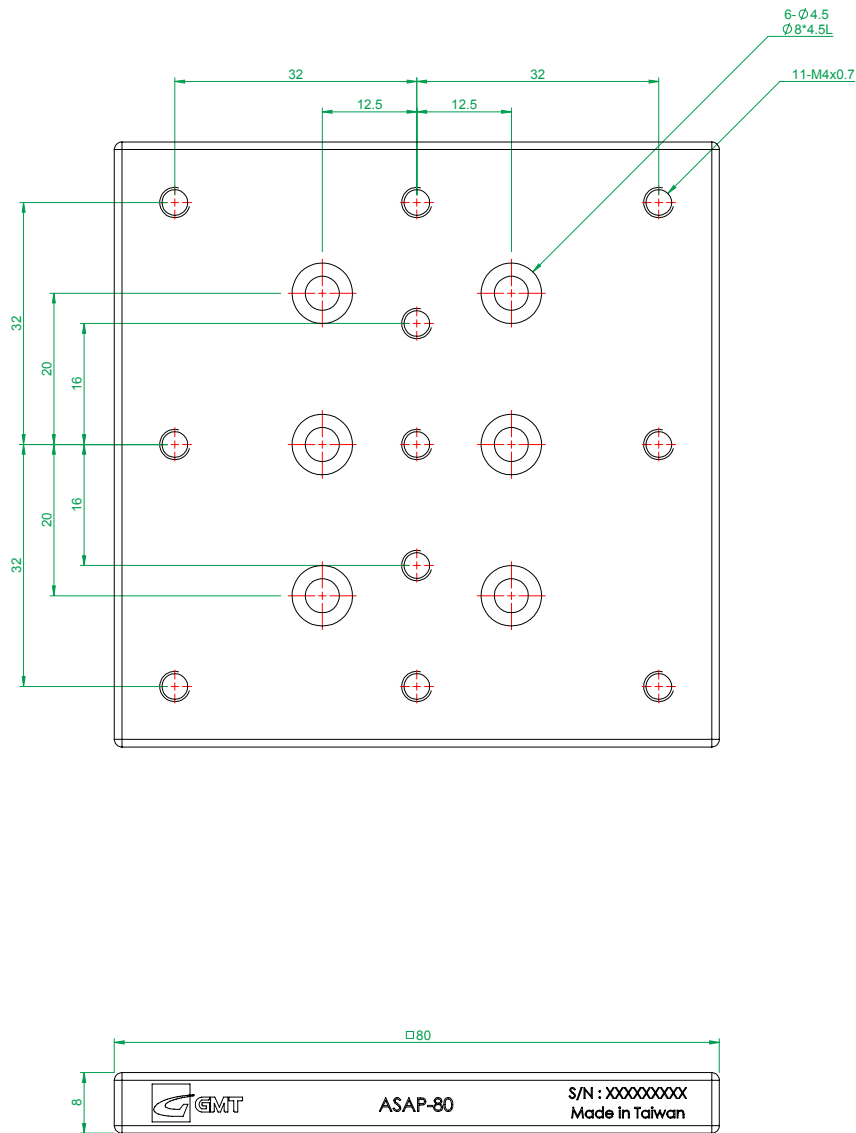 6-Ø4.5
Ø8*4.5L
32
32
11-M4x0.7
12.5
12.5
32
20
16
16
20
32
□80
8
GMT
ASAP-80
S/N : XXXXXXXXX
Made in Taiwan